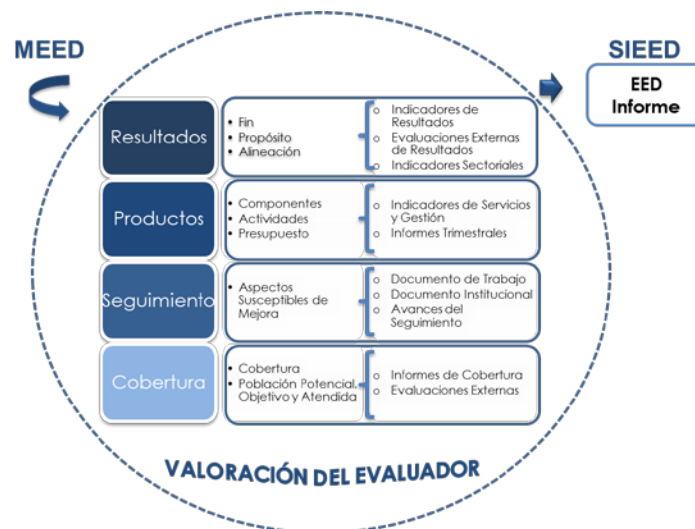 MEED
SIEED
EED
Informe
Resultados
• Fin
• Propósito
• Alineación
o Indicadores de
Resultados
o Evaluaciones Externas
de Resultados
o Indicadores Sectoriales
Productos
• Componentes
• Actividades
• Presupuesto
o Indicadores de Servicios
y Gestión
o Informes Trimestrales
Seguimiento
• Aspectos
Susceptibles de
Mejora
o Documento de Trabajo
o Documento Institucional
o Avances del
Seguimiento
Cobertura
• Cobertura
• Población Potencial,
Objetivo y Atendida
o Informes de Cobertura
o Evaluaciones Externas
VALORACIÓN DEL EVALUADOR